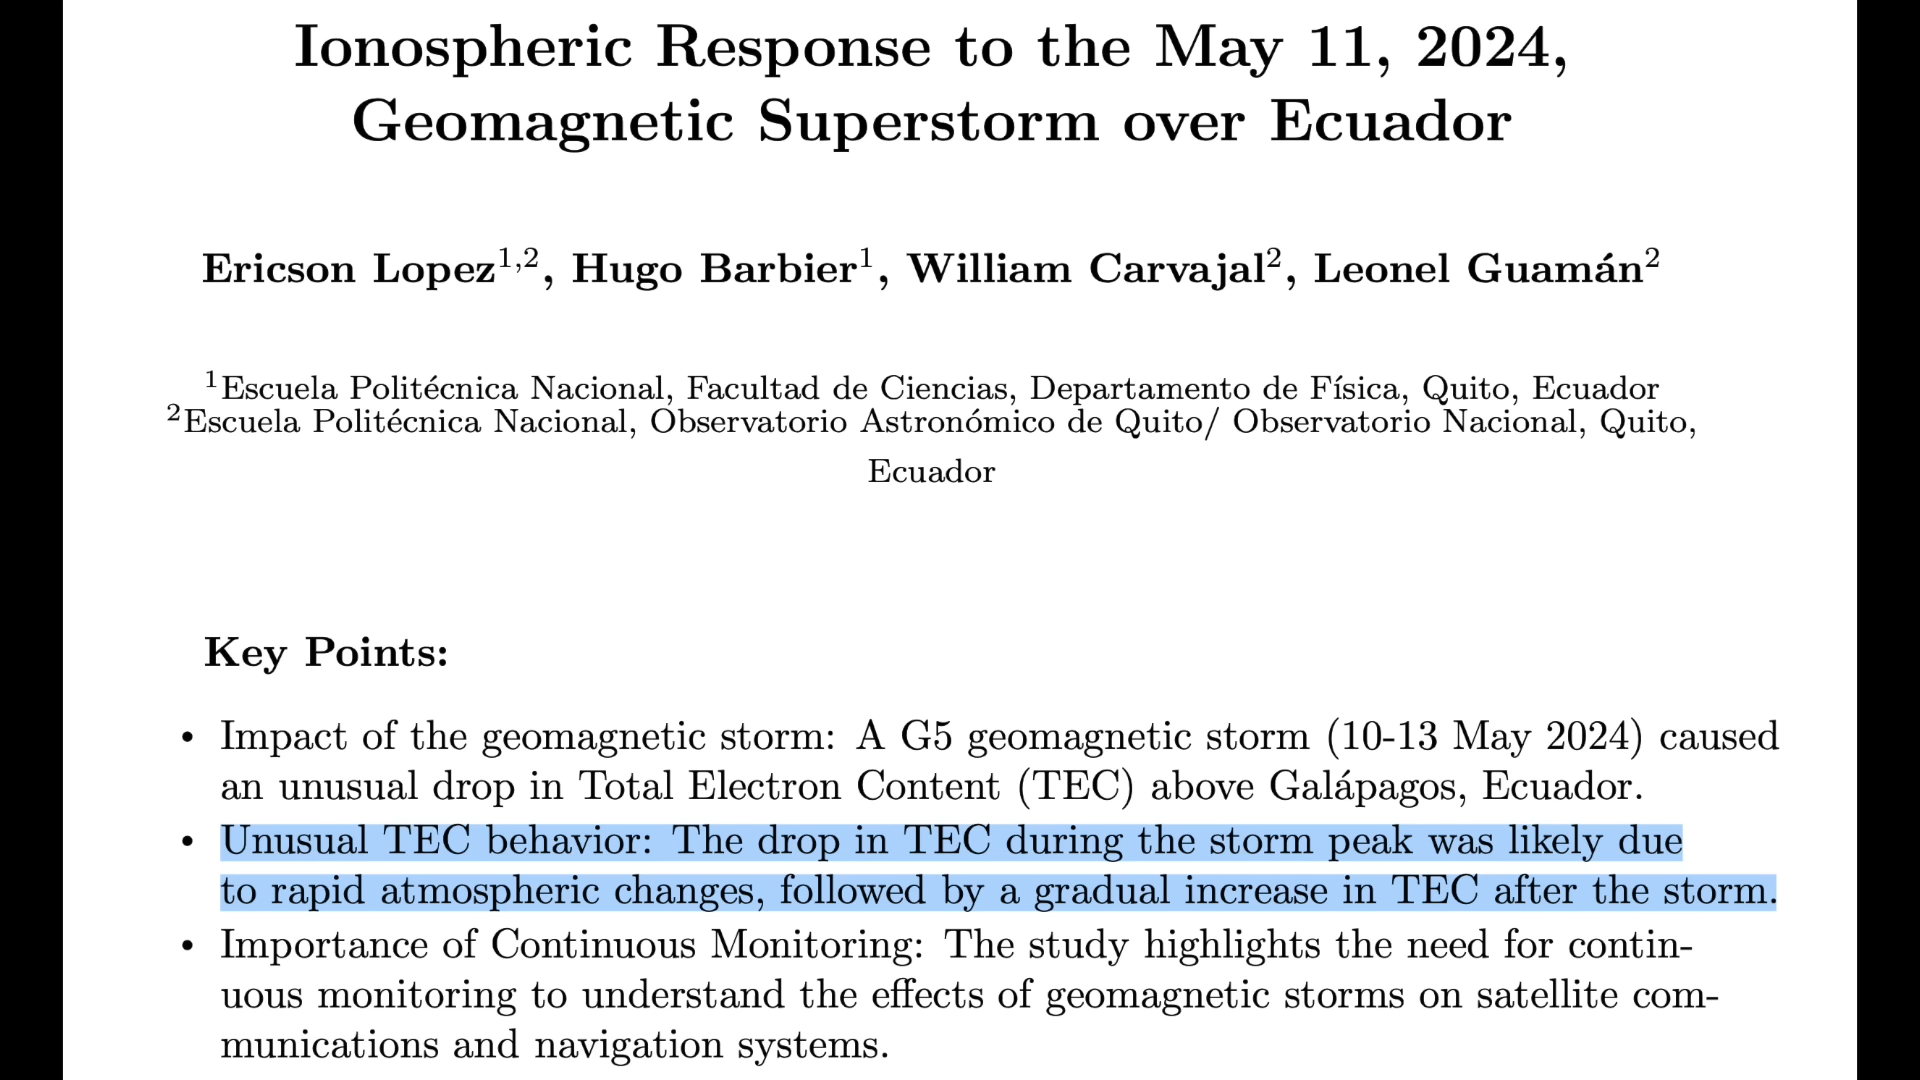 Ionospheric Response to the May 11, 2024,
Geomagnetic Superstorm over Ecuador
Ericson Lopez1,2, Hugo Barbier1, William Carvajal2, Leonel Guamán2
1Escuela Politécnica Nacional, Facultad de Ciencias, Departamento de Física, Quito, Ecuador
2Escuela Politécnica Nacional, Observatorio Astronómico de Quito/ Observatorio Nacional, Quito,
Ecuador
Key Points:
• Impact of the geomagnetic storm: A G5 geomagnetic storm (10-13 May 2024) caused
an unusual drop in Total Electron Content (TEC) above Galápagos, Ecuador.
• Unusual TEC behavior: The drop in TEC during the storm peak was likely due
to rapid atmospheric changes, followed by a gradual increase in TEC after the storm.
• Importance of Continuous Monitoring: The study highlights the need for contin-
uous monitoring to understand the effects of geomagnetic storms on satellite com-
munications and navigation systems.